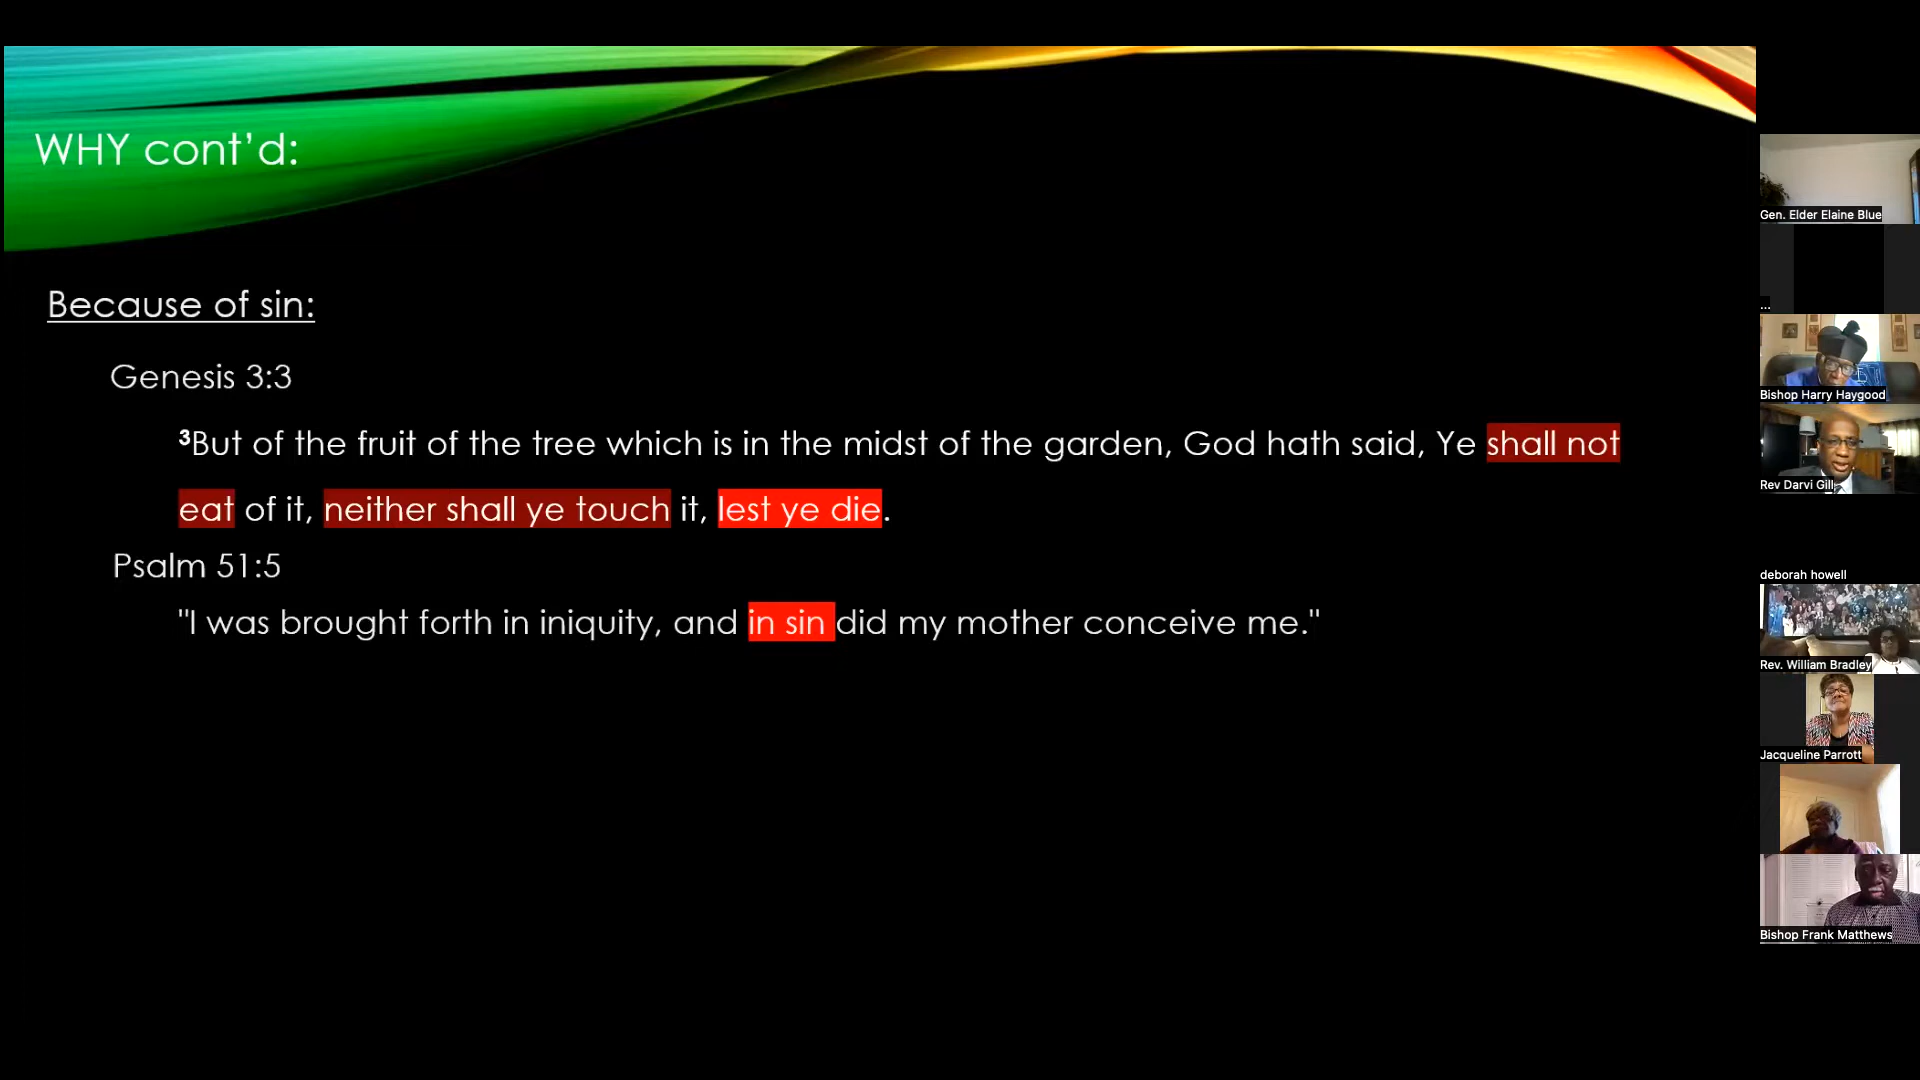 WHY cont’d:
Because of sin:
Genesis 3:3
³But of the fruit of the tree which is in the midst of the garden, God hath said, Ye shall not
eat of it, neither shall ye touch it, lest ye die.
Psalm 51:5
"I was brought forth in iniquity, and in sin did my mother conceive me."
Gen. Elder Elaine Blue
...
Bishop Harry Haygood
Rev Darvi Gill
deborah howell
Rev. William Bradley
Jacqueline Parrott
Bishop Frank Matthews